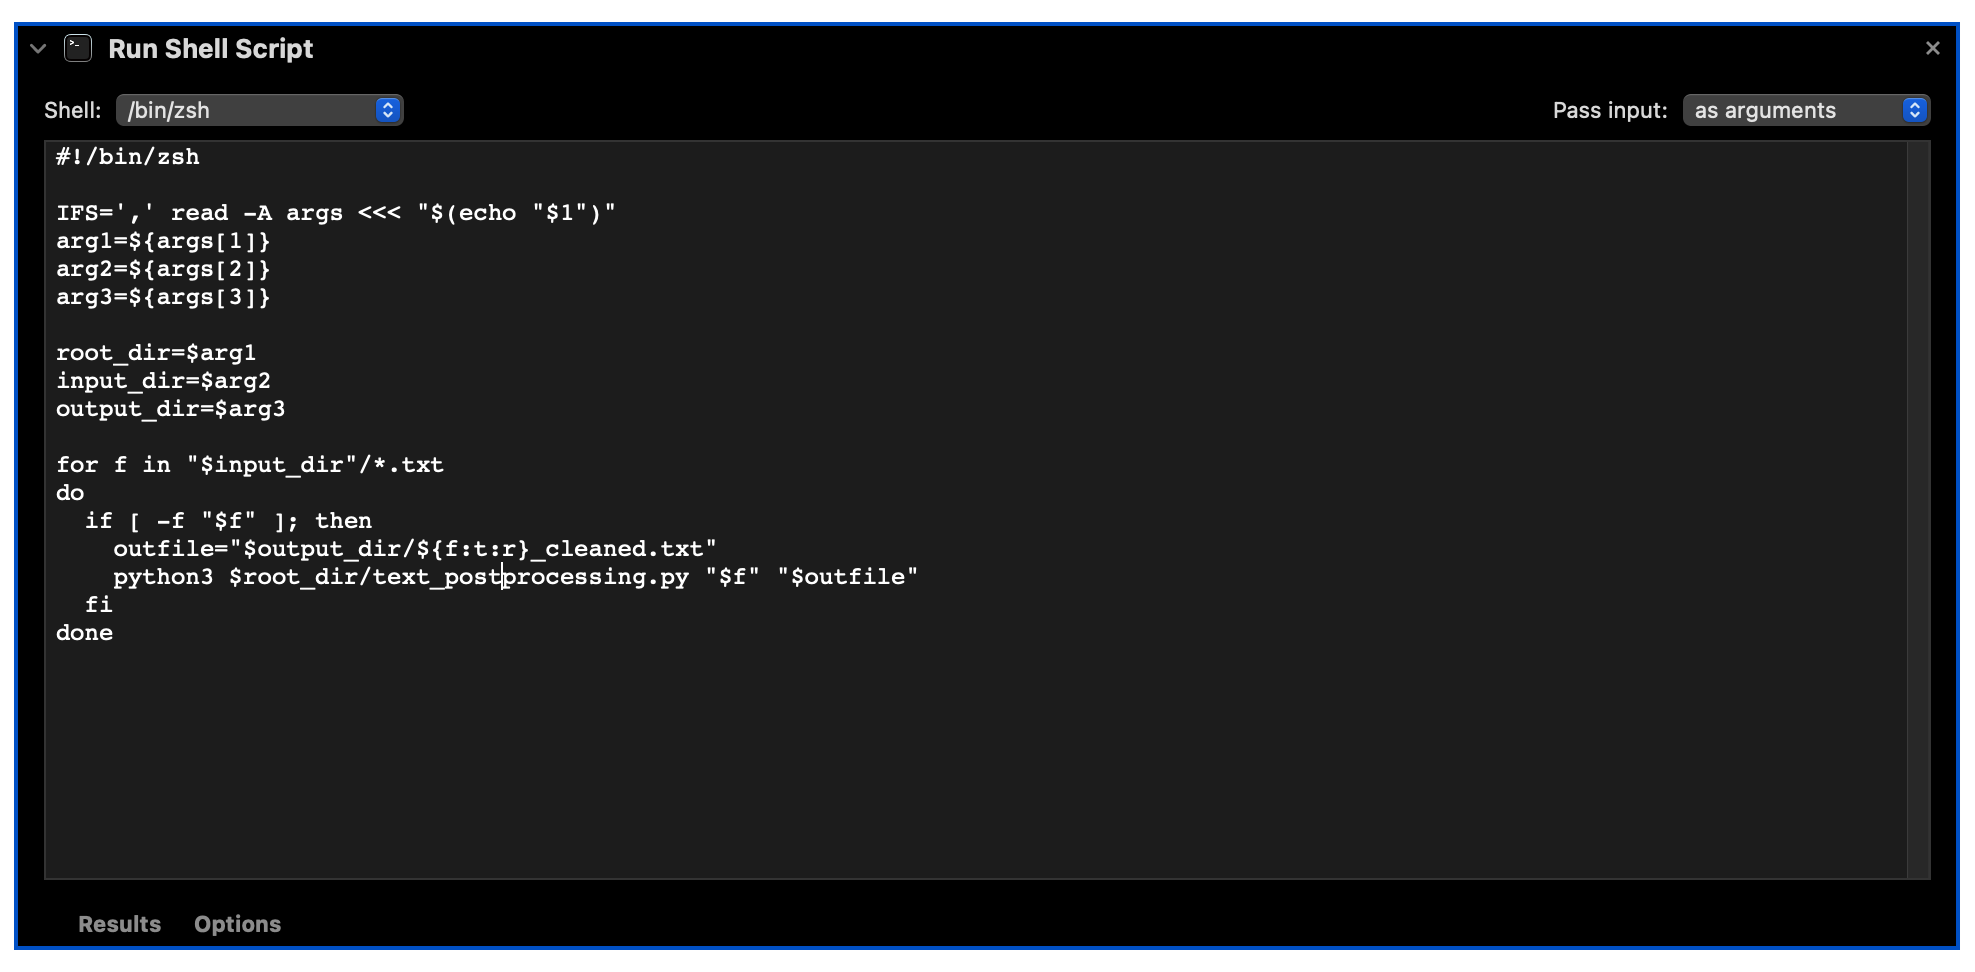 Run Shell Script
Shell: /bin/zsh Pass input: as arguments
#!/bin/zsh

IFS=',' read -A args <<< "$(echo "$1")"
arg1=${args[1]}
arg2=${args[2]}
arg3=${args[3]}

root_dir=$arg1
input_dir=$arg2
output_dir=$arg3

for f in "$input_dir"/*.txt
do
  if [ -f "$f" ]; then
    outfile="$output_dir/${f:t:r}_cleaned.txt"
    python3 $root_dir/text_postprocessing.py "$f" "$outfile"
  fi
done
Results Options